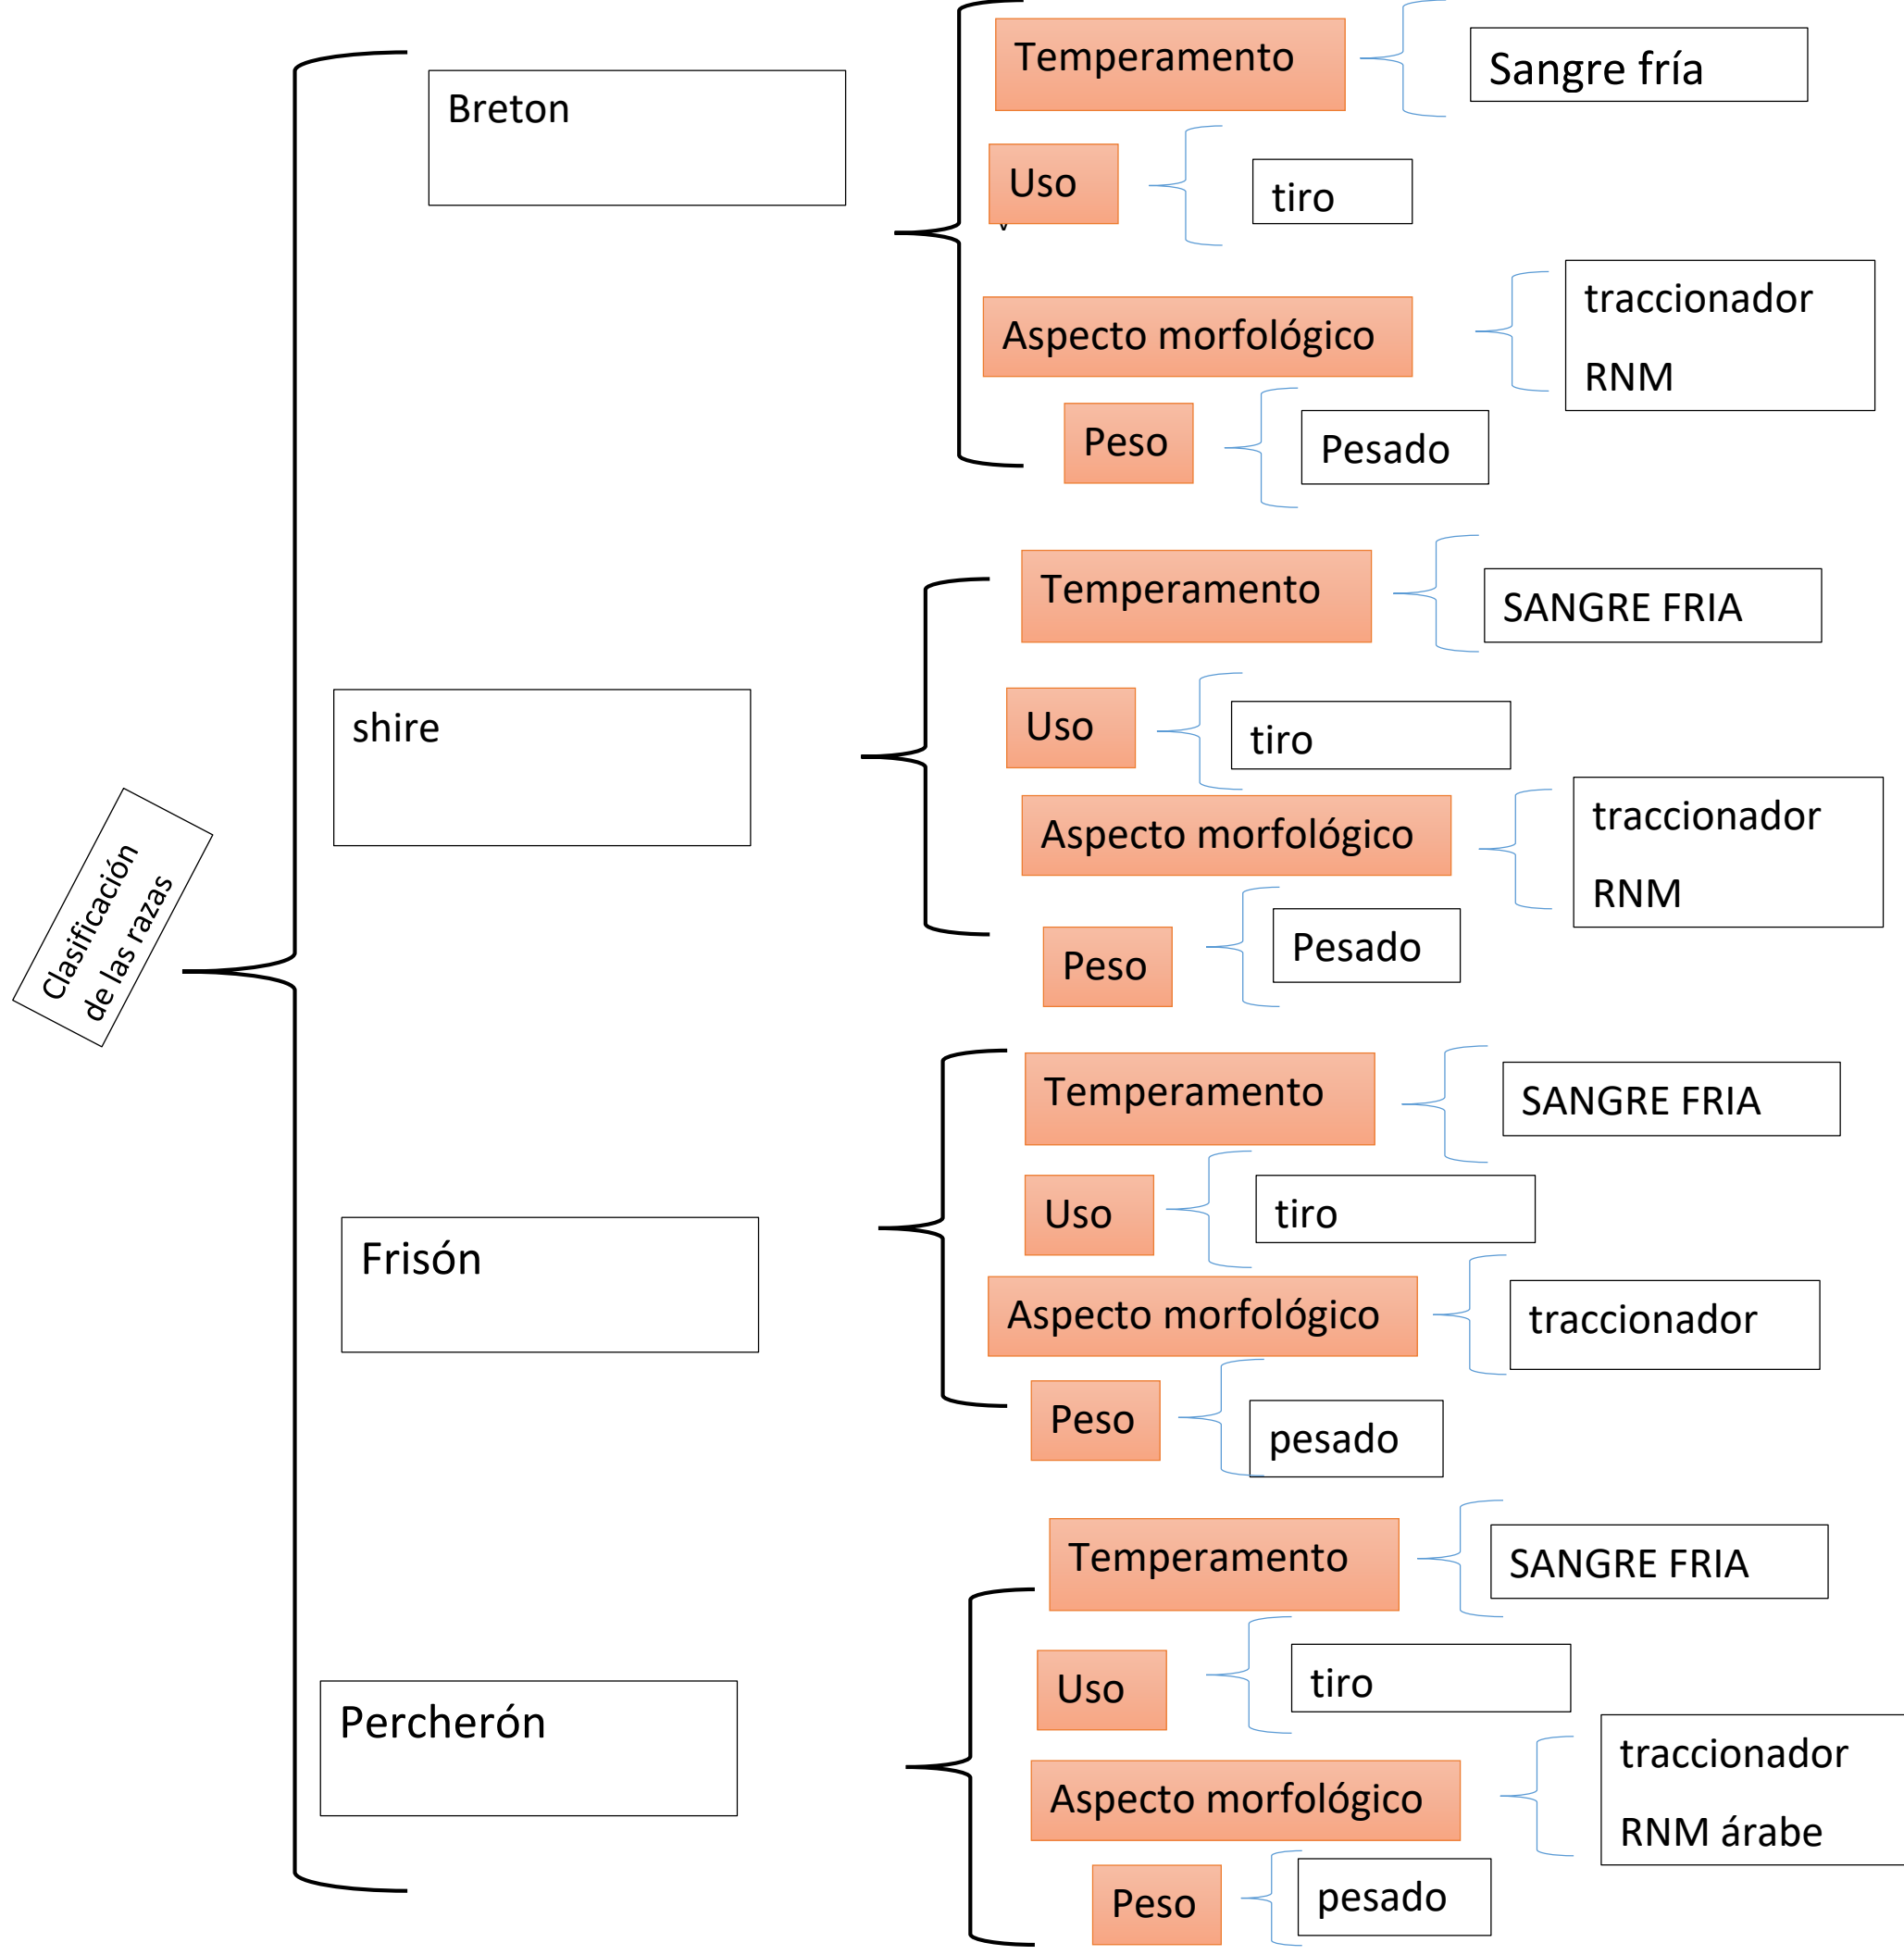 Clasificación
de las razas
Breton
Temperamento
Sangre fría
Uso
tiro
Aspecto morfológico
traccionador
RNM
Peso
Pesado
shire
Temperamento
SANGRE FRIA
Uso
tiro
Aspecto morfológico
traccionador
RNM
Peso
Pesado
Frisón
Temperamento
SANGRE FRIA
Uso
tiro
Aspecto morfológico
traccionador
Peso
pesado
Percherón
Temperamento
SANGRE FRIA
Uso
tiro
Aspecto morfológico
traccionador
RNM árabe
Peso
pesado